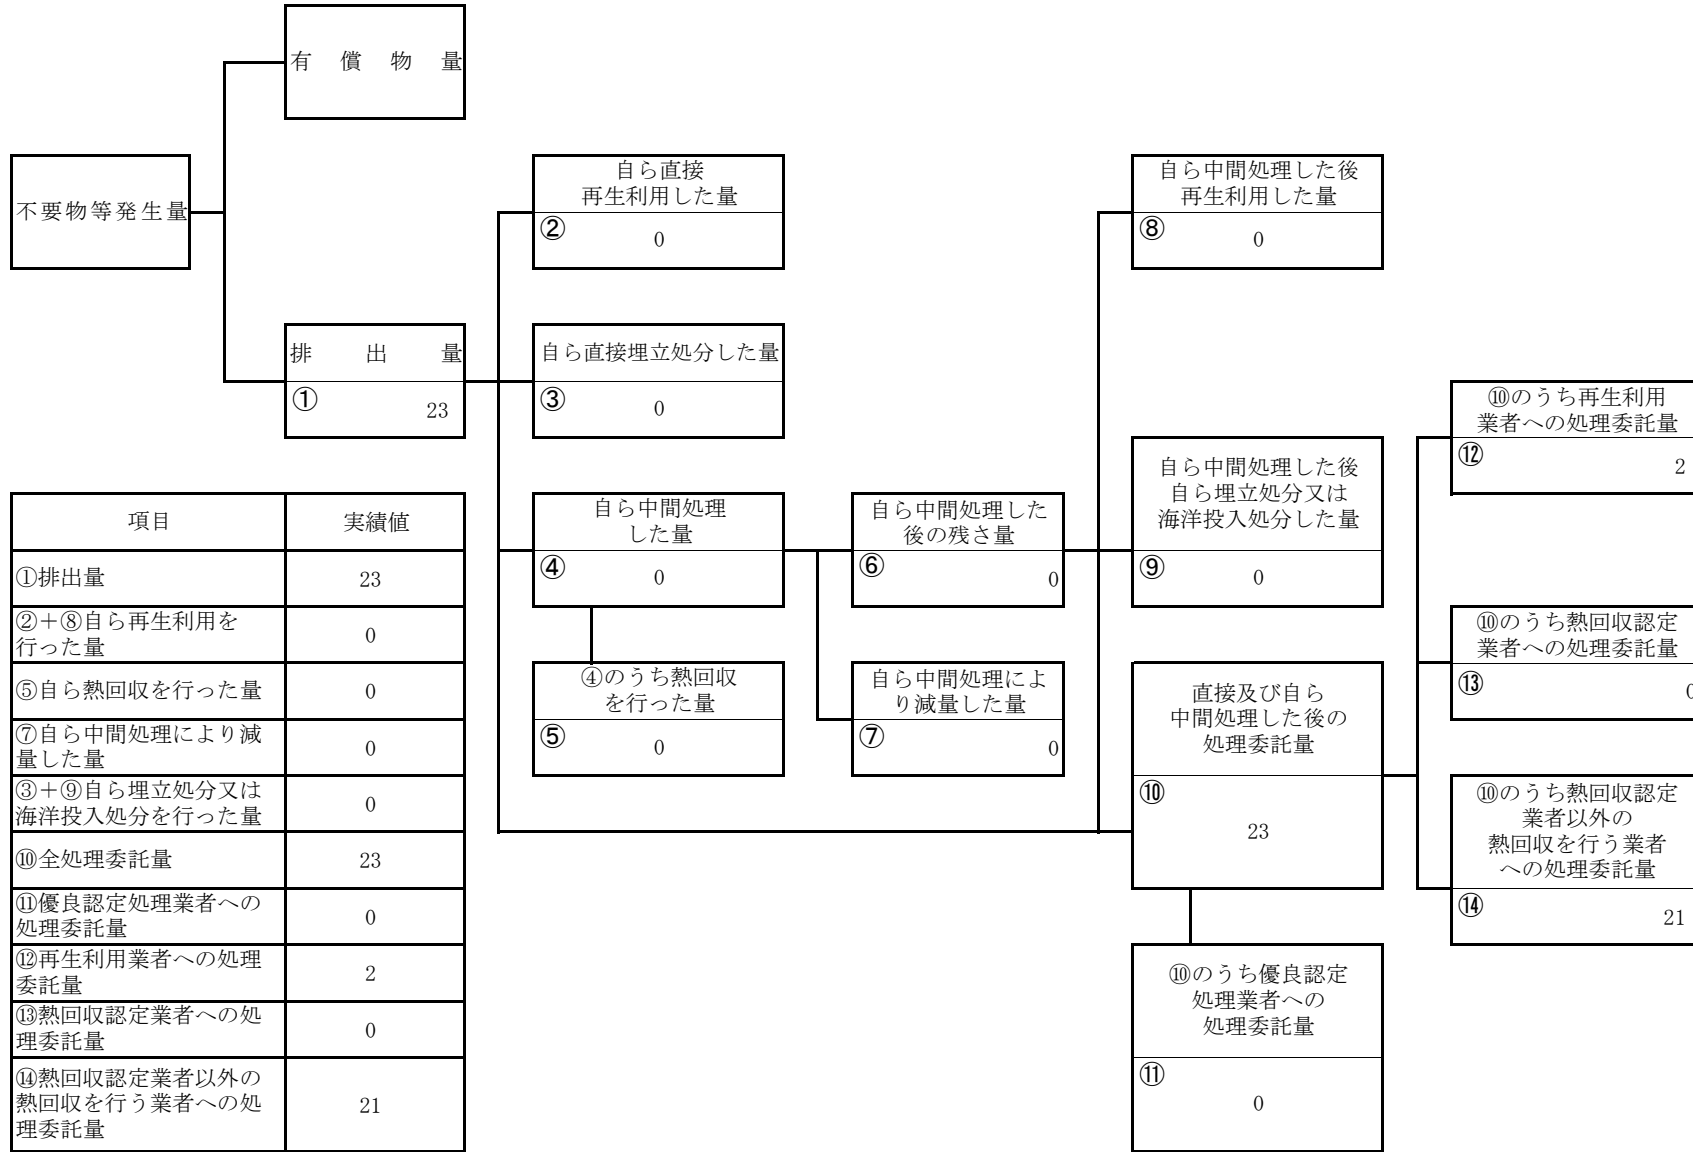 有償物量
不要物等発生量
自ら直接
再生利用した量
②
0
自ら中間処理した後
再生利用した量
⑧
0
排出量
①
23
自ら直接埋立処分した量
③
0
⑩のうち再生利用
業者への処理委託量
⑫
2
自ら中間処理した後
自ら埋立処分又は
海洋投入処分した量
⑨
0
自ら中間処理
した量
④
0
自ら中間処理した
後の残さ量
⑥
0
⑩のうち熱回収認定
業者への処理委託量
⑬
0
④のうち熱回収
を行った量
⑤
0
自ら中間処理によ
り減量した量
⑦
0
直接及び自ら
中間処理した後の
処理委託量
⑩
23
⑩のうち熱回収認定
業者以外の
熱回収を行う業者
への処理委託量
⑭
21
⑩のうち優良認定
処理業者への
処理委託量
⑪
0
項目 実績値
①排出量 23
②＋⑧自ら再生利用を
行った量 0
⑤自ら熱回収を行った量 0
⑦自ら中間処理により減
量した量 0
③＋⑨自ら埋立処分又は
海洋投入処分を行った量 0
⑩全処理委託量 23
⑪優良認定処理業者への
処理委託量 0
⑫再生利用業者への処理
委託量 2
⑬熱回収認定業者への処
理委託量 0
⑭熱回収認定業者以外の
熱回収を行う業者への処
理委託量 21